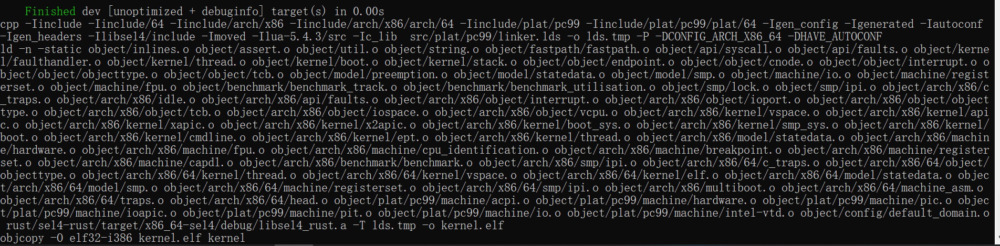 Finished dev [unoptimized + debuginfo] target(s) in 0.00s
cpp -Iinclude -Iinclude/64 -Iinclude/arch/x86 -Iinclude/arch/x86/arch/64 -Iinclude/plat/pc99 -Iinclude/plat/pc99/plat/64 -Igen_config -Igenerated -Iautoconf
-Igen_headers -Ilibsel4/include -Imoved -Ilua-5.4.3/src -Ic_lib  src/plat/pc99/linker.lds -o lds.tmp -P -DCONFIG_ARCH_X86_64 -DHAVE_AUTOCONF
ld -n -static object/inlines.o object/assert.o object/util.o object/string.o object/fastpath/fastpath.o object/api/syscall.o object/api/faults.o object/kerne
l/faulthandler.o object/kernel/thread.o object/kernel/boot.o object/kernel/stack.o object/object/endpoint.o object/object/cnode.o object/object/interrupt.o o
bject/object/objecttype.o object/object/tcb.o object/model/preemption.o object/model/statedata.o object/model/smp.o object/machine/io.o object/machine/regist
erset.o object/machine/fpu.o object/benchmark/benchmark_track.o object/benchmark/benchmark_utilisation.o object/smp/lock.o object/smp/ipi.o object/arch/x86/c
_traps.o object/arch/x86/idle.o object/arch/x86/api/faults.o object/arch/x86/object/interrupt.o object/arch/x86/object/ioport.o object/arch/x86/object/object
type.o object/arch/x86/object/tcb.o object/arch/x86/object/iospace.o object/arch/x86/object/vcpu.o object/arch/x86/kernel/vspace.o object/arch/x86/kernel/api
c.o object/arch/x86/kernel/xapic.o object/arch/x86/kernel/x2apic.o object/arch/x86/kernel/boot_sys.o object/arch/x86/kernel/smp_sys.o object/arch/x86/kernel/
boot.o object/arch/x86/kernel/cmdline.o object/arch/x86/kernel/ept.o object/arch/x86/kernel/thread.o object/arch/x86/model/statedata.o object/arch/x86/machin
e/hardware.o object/arch/x86/machine/fpu.o object/arch/x86/machine/cpu_identification.o object/arch/x86/machine/breakpoint.o object/arch/x86/machine/register
set.o object/arch/x86/machine/capdl.o object/arch/x86/benchmark/benchmark.o object/arch/x86/smp/ipi.o object/arch/x86/64/c_traps.o object/arch/x86/64/object/
objecttype.o object/arch/x86/64/kernel/thread.o object/arch/x86/64/kernel/vspace.o object/arch/x86/64/kernel/elf.o object/arch/x86/64/model/statedata.o objec
t/arch/x86/64/model/smp.o object/arch/x86/64/machine/registerset.o object/arch/x86/64/smp/ipi.o object/arch/x86/multiboot.o object/arch/x86/64/machine_asm.o
object/arch/x86/64/traps.o object/arch/x86/64/head.o object/plat/pc99/machine/acpi.o object/plat/pc99/machine/hardware.o object/plat/pc99/machine/pic.o objec
t/plat/pc99/machine/ioapic.o object/plat/pc99/machine/pit.o object/plat/pc99/machine/io.o object/plat/pc99/machine/intel-vtd.o object/config/default_domain.o
 rust/sel4-rust/target/x86_64-sel4/debug/libsel4_rust.a -T lds.tmp -o kernel.elf
objcopy -O elf32-i386 kernel.elf kernel